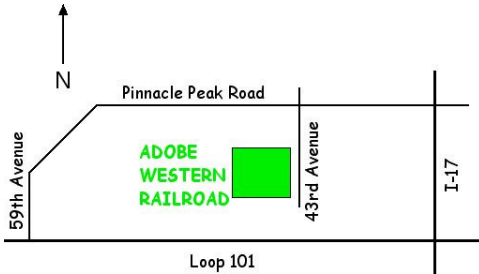 N
Pinnacle Peak Road
59th Avenue
ADOBE
WESTERN
RAILROAD
43rd Avenue
I-17
Loop 101